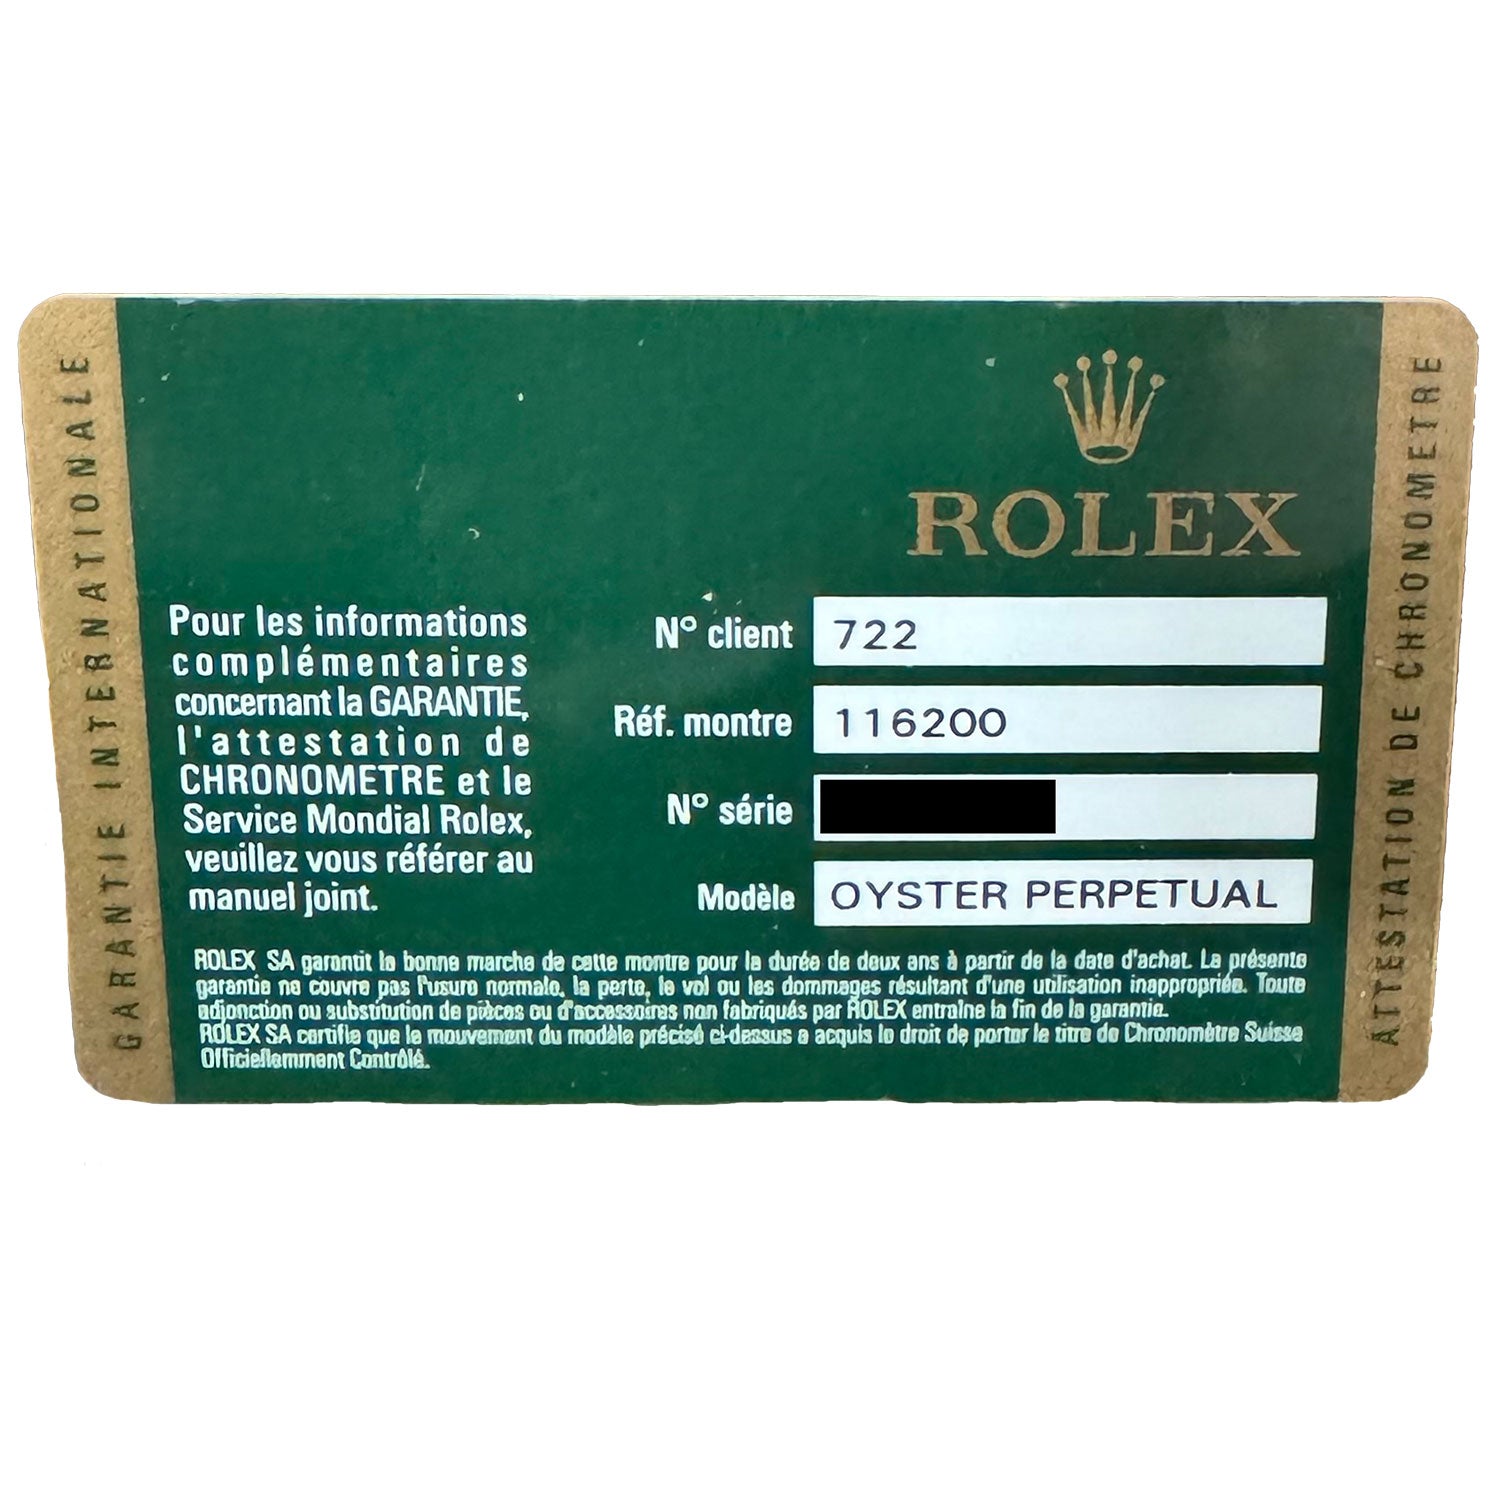 GARANTIE INTERNATIONALE
ROLEX
Pour les informations
complémentaires
concernant la GARANTIE,
l'attestation de
CHRONOMETRE et le
Service Mondial Rolex,
veuillez vous référer au
manuel joint.
N° client 722
Réf. montre 116200
N° série
Modèle OYSTER PERPETUAL
ROLEX SA garantit la bonne marche de cette montre pour la durée de deux ans à partir de la date d'achat. La présente
garantie ne couvre pas l'usure normale, la perte, le vol ou les dommages résultant d'une utilisation inappropriée. Toute
adjonction ou substitution de pièces ou d'accessoires non fabriqués par ROLEX entraîne la fin de la garantie.
ROLEX SA certifie que le mouvement du modèle précisé ci-dessus a acquis le droit de porter le titre de Chronomètre Suisse
Officiellement Contrôlé.
ATTESTATION DE CHRONOMETRE